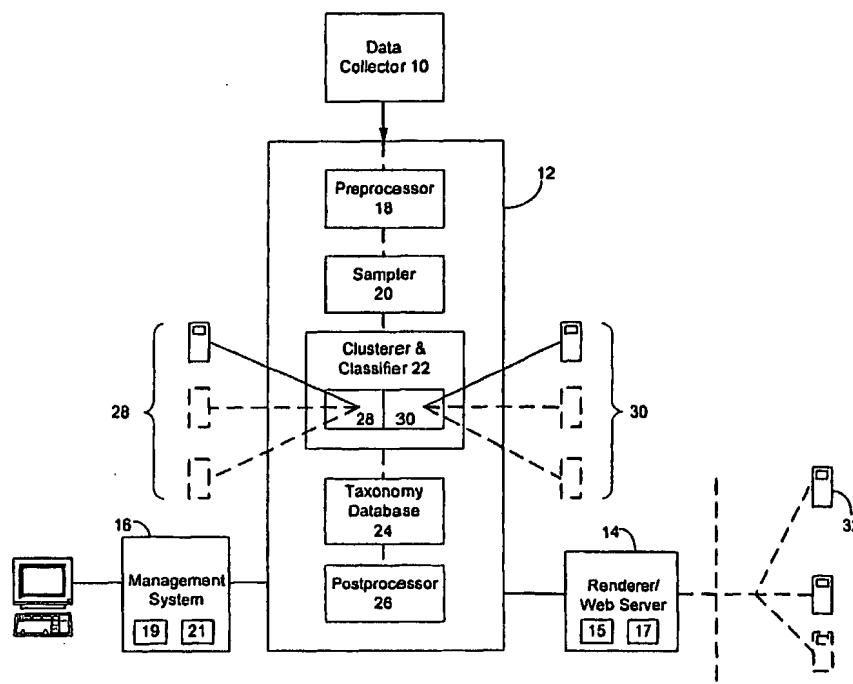 Data
Collector 10
12
Preprocessor
18
Sampler
20
Clusterer &
Classifier 22
28 30
28
30
Taxonomy
Database
24
Postprocessor
26
16
Management
System
19 21
14
Renderer/
Web Server
15 17